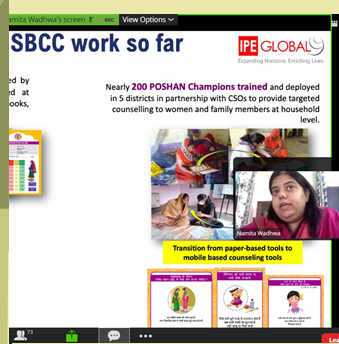 amita Wadhwa's screen
REC
View Options
SBCC work so far
IPE GLOBAL
Expanding Horizons. Enriching Lives.
ed by
ed at
ooks,
Nearly 200 POSHAN Champions trained and deployed
in 5 districts in partnership with CSOs to provide targeted
counselling to women and family members at household
level.
Namita Wadhwa
Transition from paper-based tools to
mobile based counseling tools
73
Lea